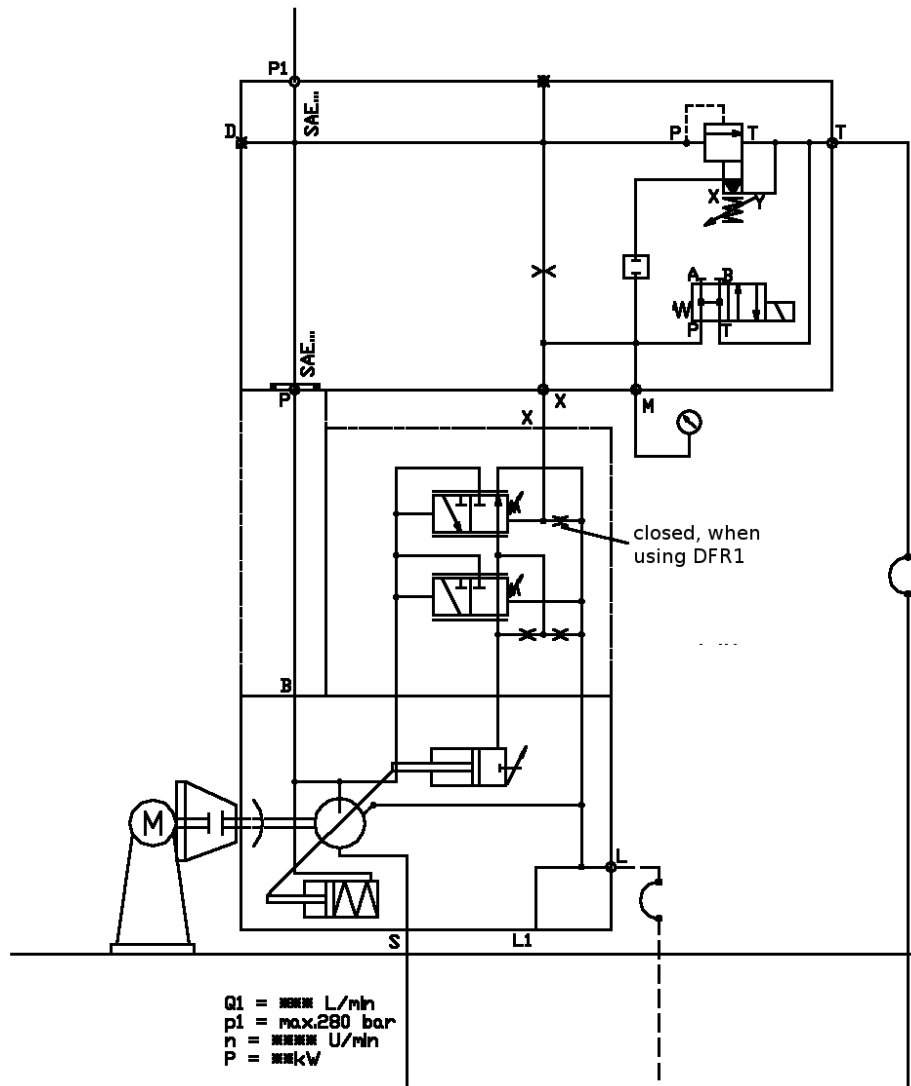 P1
SAE...
D
P
T
T
X
Y
A
B
P
T
SAE...
P
X
M
X
closed, when
using DFR1
B
M
L
S
L1
Q1 = **** L/min
p1 = max.280 bar
n = **** U/min
P = **kW